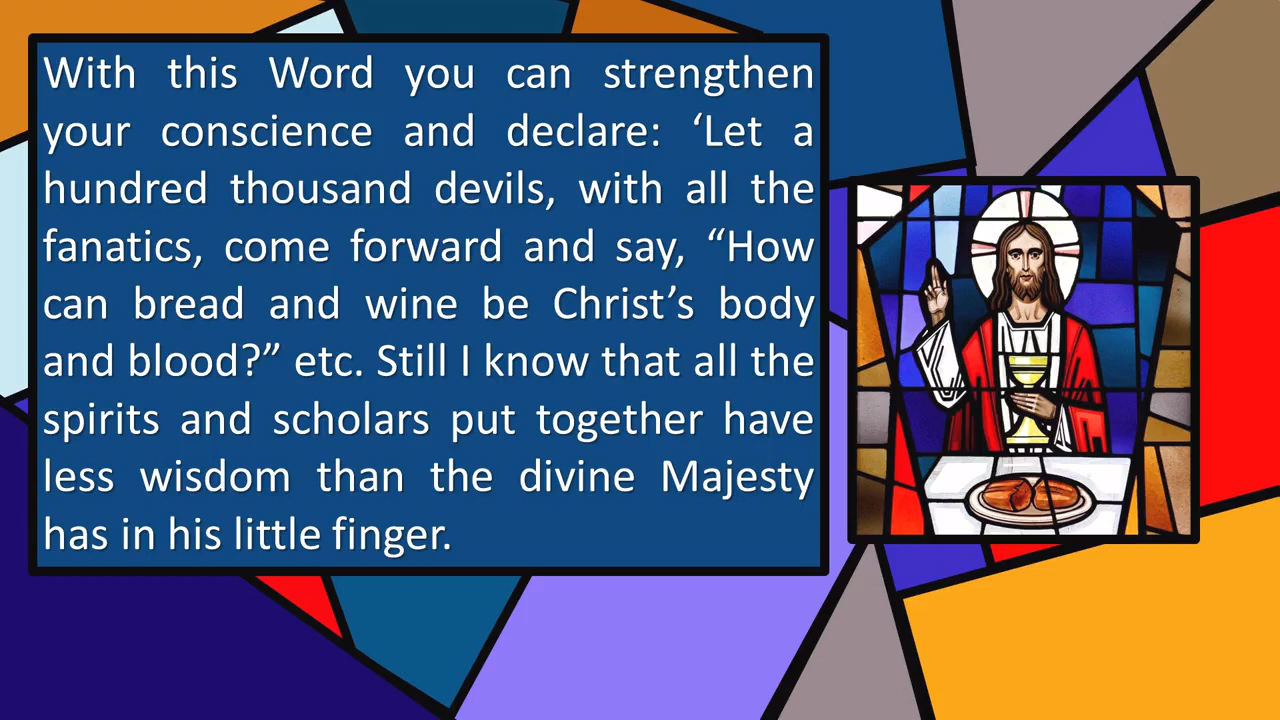 With this Word you can strengthen
your conscience and declare: ‘Let a
hundred thousand devils, with all the
fanatics, come forward and say, “How
can bread and wine be Christ’s body
and blood?” etc. Still I know that all the
spirits and scholars put together have
less wisdom than the divine Majesty
has in his little finger.